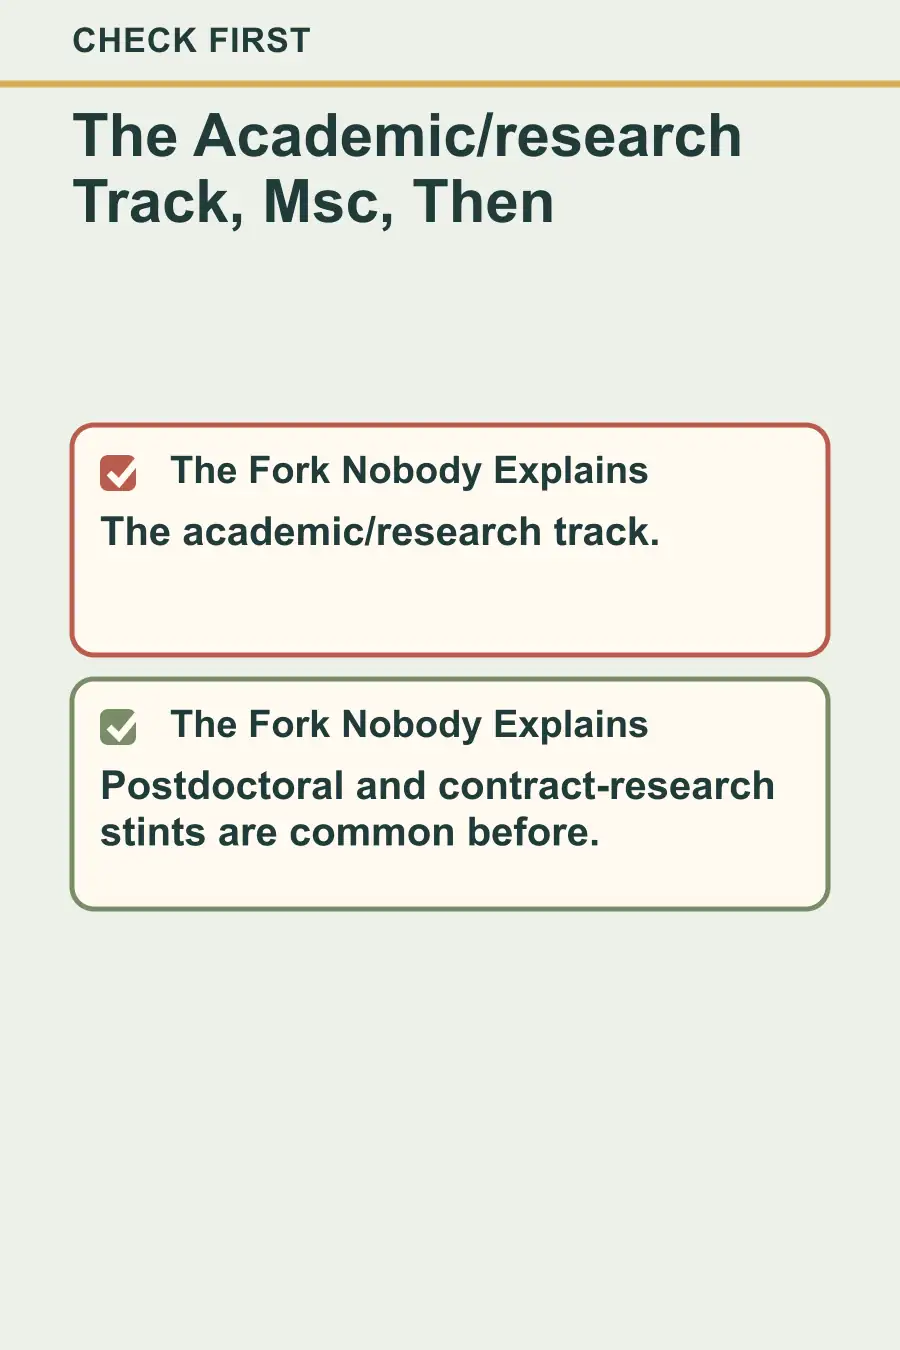 CHECK FIRST
The Academic/research
Track, Msc, Then
The Fork Nobody Explains
The academic/research track.
The Fork Nobody Explains
Postdoctoral and contract-research
stints are common before.